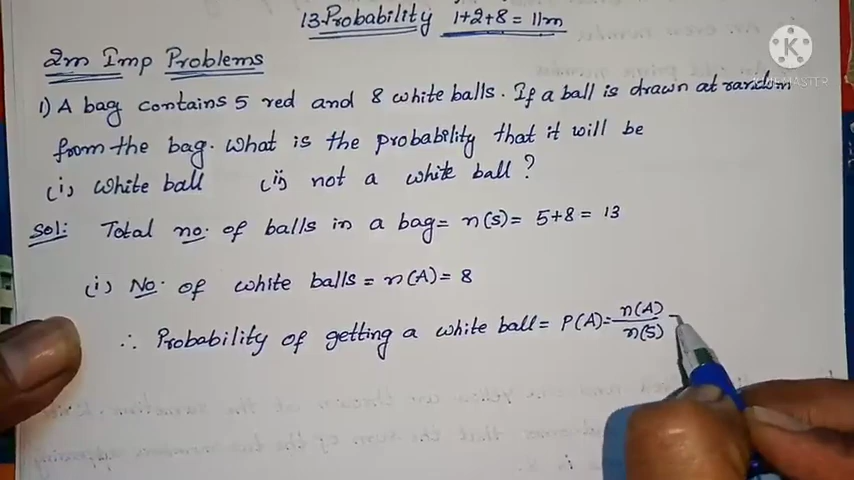 13. Probability 1+2+8 = 11m
2m Imp Problems
1) A bag contains 5 red and 8 white balls. If a ball is drawn at random
from the bag. What is the probability that it will be
(i) white ball (ii) not a white ball?
Sol: Total no. of balls in a bag = n(S) = 5+8 = 13
(i) No. of white balls = n(A) = 8
∴ Probability of getting a white ball = P(A) = n(A)/n(S) =
K
KINEMASTER